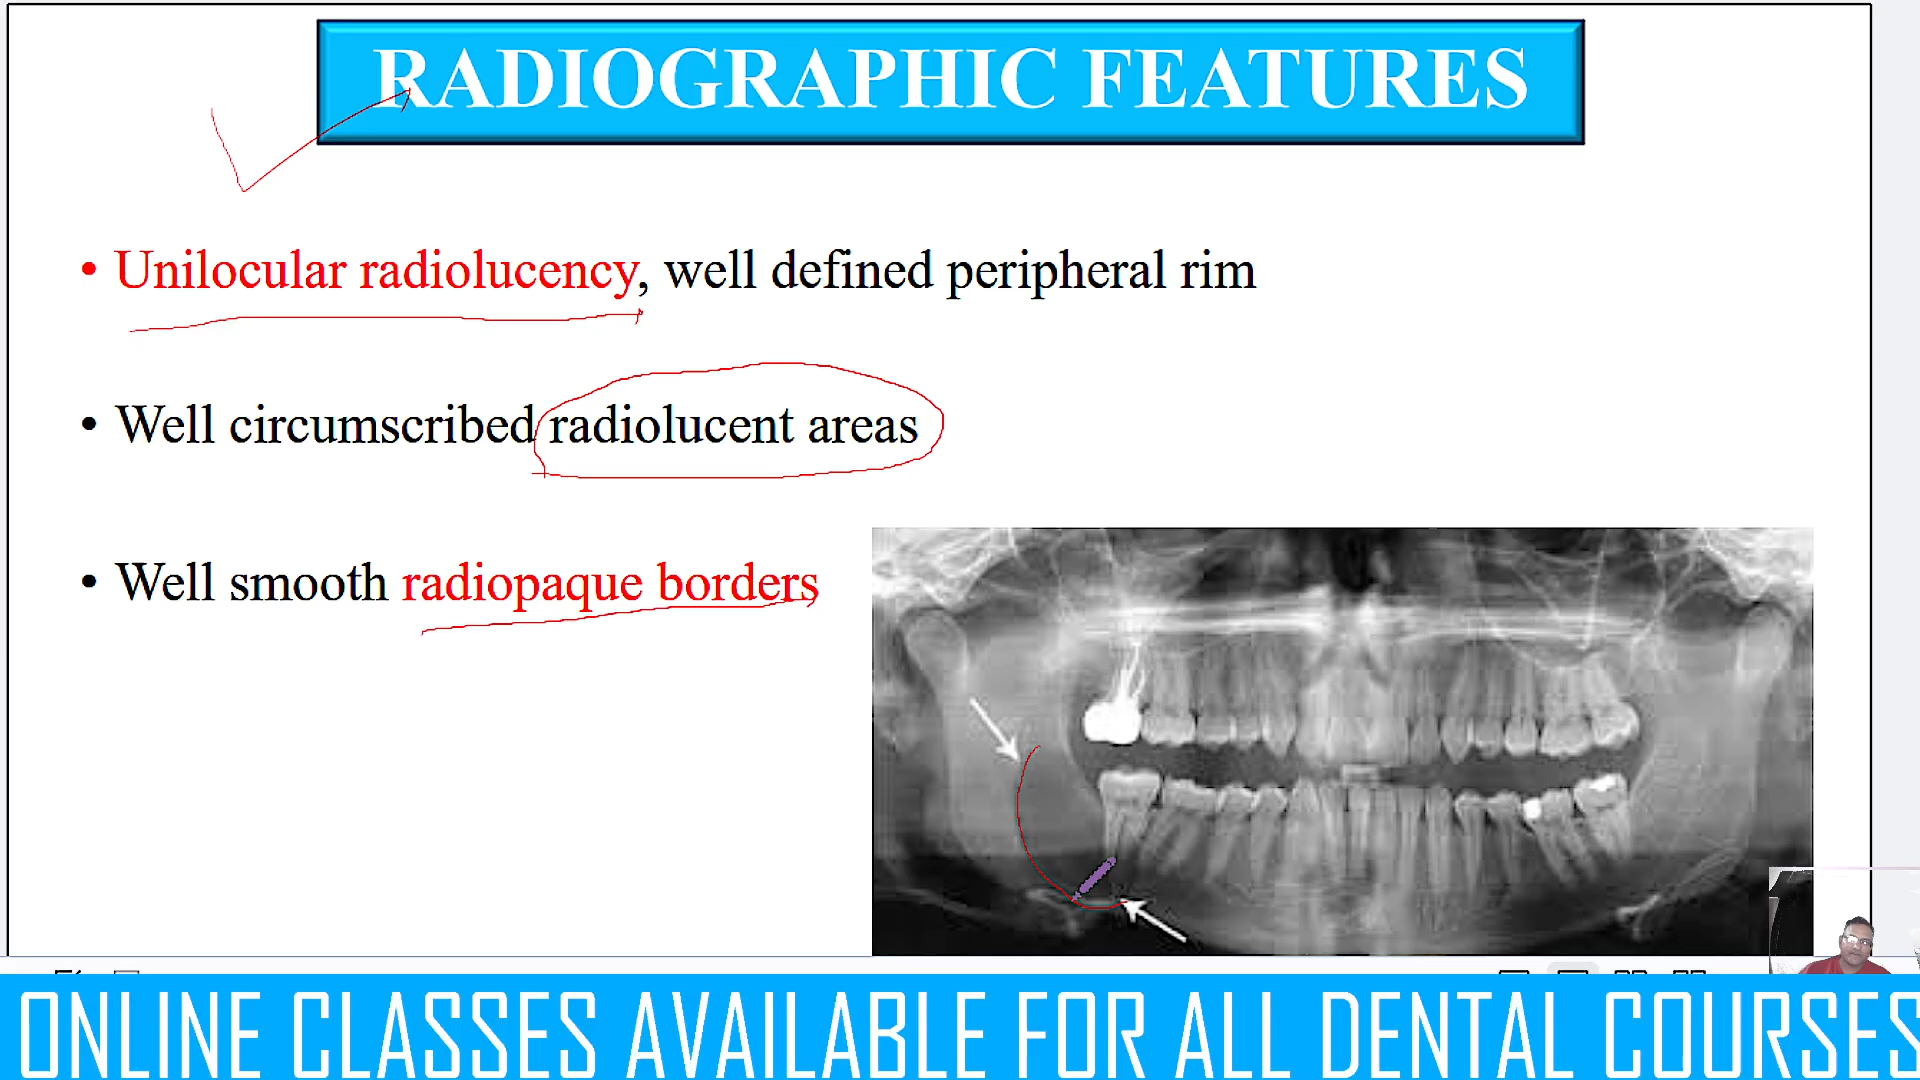 RADIOGRAPHIC FEATURES
• Unilocular radiolucency, well defined peripheral rim
• Well circumscribed radiolucent areas
• Well smooth radiopaque borders
ONLINE CLASSES AVAILABLE FOR ALL DENTAL COURSES